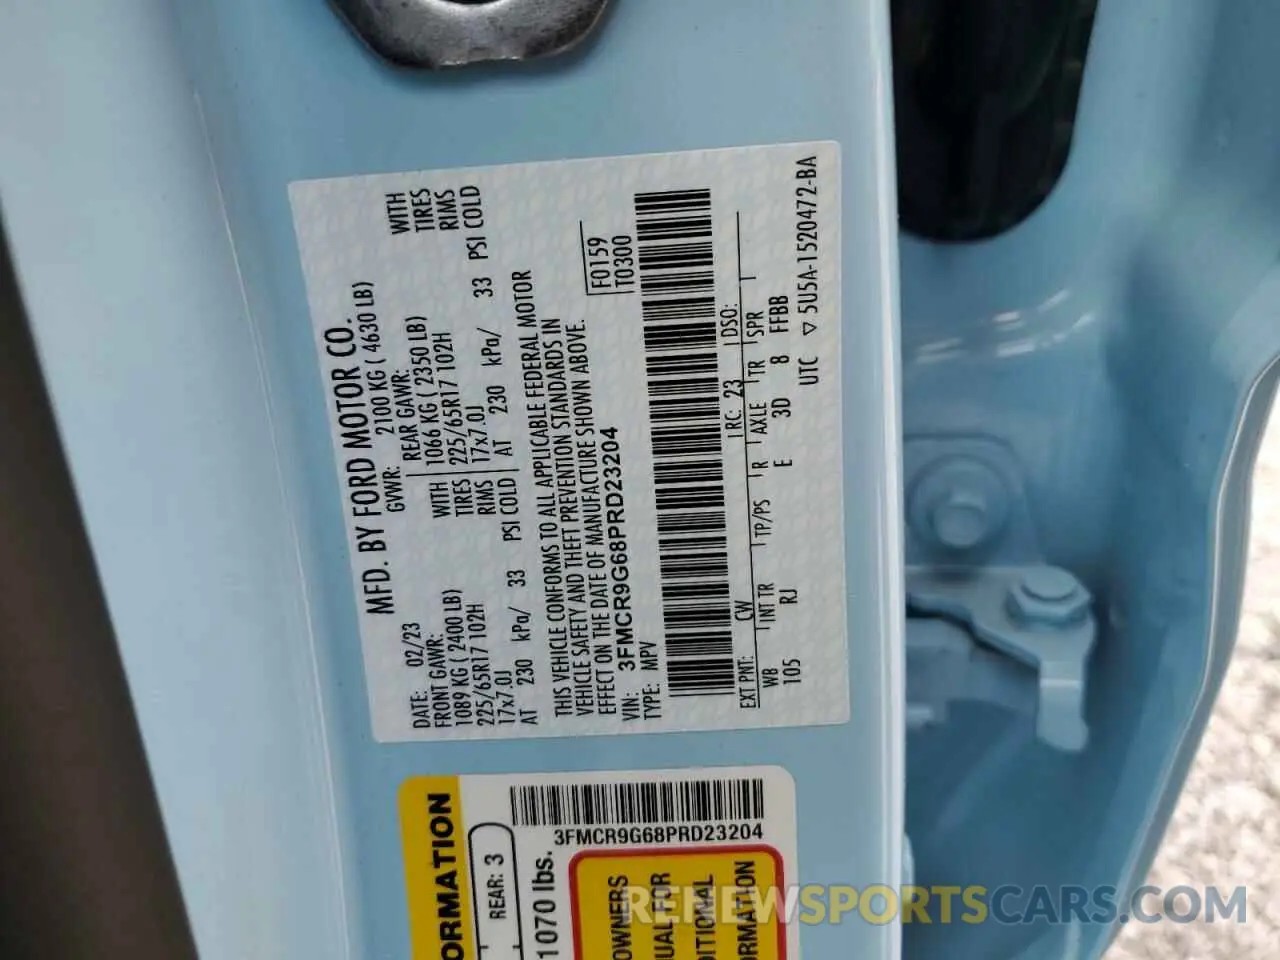 MFD. BY FORD MOTOR CO.
DATE: 02/23 GVWR: 2100 KG ( 4630 LB)
FRONT GAWR: REAR GAWR:
1089 KG ( 2400 LB) WITH 1066 KG ( 2350 LB) WITH
225/65R17 102H TIRES 225/65R17 102H TIRES
17x7.0J RIMS 17x7.0J RIMS
AT 230 kPa/ 33 PSI COLD AT 230 kPa/ 33 PSI COLD
THIS VEHICLE CONFORMS TO ALL APPLICABLE FEDERAL MOTOR
VEHICLE SAFETY AND THEFT PREVENTION STANDARDS IN
EFFECT ON THE DATE OF MANUFACTURE SHOWN ABOVE.
VIN: 3FMCR9G68PRD23204
TYPE: MPV
F0159
T0300
EXT PNT: CW RC: 23 DSO:
W8 INT TR TP/PS R AXLE TR SPR
105 RJ E 3D 8 FFBB
UTC ▽ 5U5A-1520472-BA
ORMATION
REAR: 3
1070 lbs.
3FMCR9G68PRD23204
OWNERS
UAL FOR
DITIONAL
ORMATION
RENEWSPORTSCARS.COM